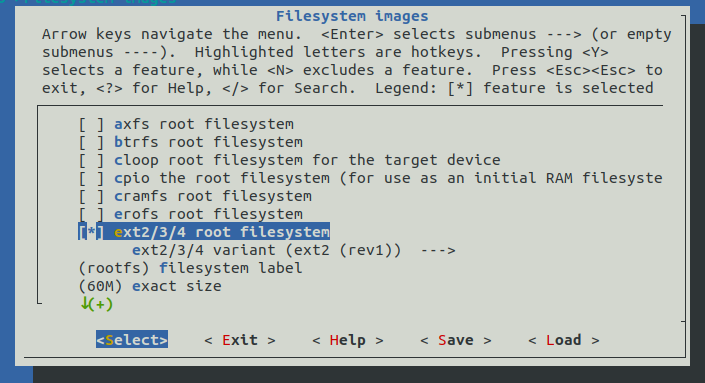 Filesystem images
Arrow keys navigate the menu.  <Enter> selects submenus ---> (or empty
submenus ----).  Highlighted letters are hotkeys.  Pressing <Y>
selects a feature, while <N> excludes a feature.  Press <Esc><Esc> to
exit, <?> for Help, </> for Search.  Legend: [*] feature is selected
[ ] axfs root filesystem
[ ] btrfs root filesystem
[ ] cloop root filesystem for the target device
[ ] cpio the root filesystem (for use as an initial RAM filesyste
[ ] cramfs root filesystem
[ ] erofs root filesystem
[*] ext2/3/4 root filesystem
ext2/3/4 variant (ext2 (rev1))  --->
(rootfs) filesystem label
(60M) exact size
↓(+)
<Select>    < Exit >    < Help >    < Save >    < Load >